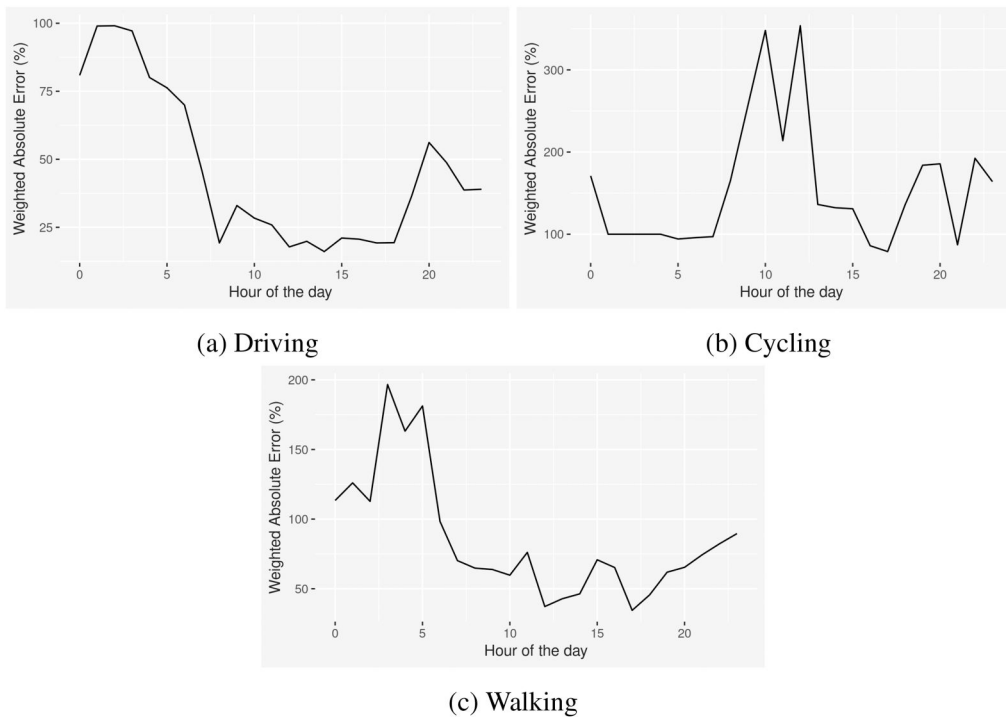 100
75
50
25
Weighted Absolute Error (%)
0 5 10 15 20
Hour of the day
(a) Driving
300
200
100
Weighted Absolute Error (%)
0 5 10 15 20
Hour of the day
(b) Cycling
200
150
100
50
Weighted Absolute Error (%)
0 5 10 15 20
Hour of the day
(c) Walking